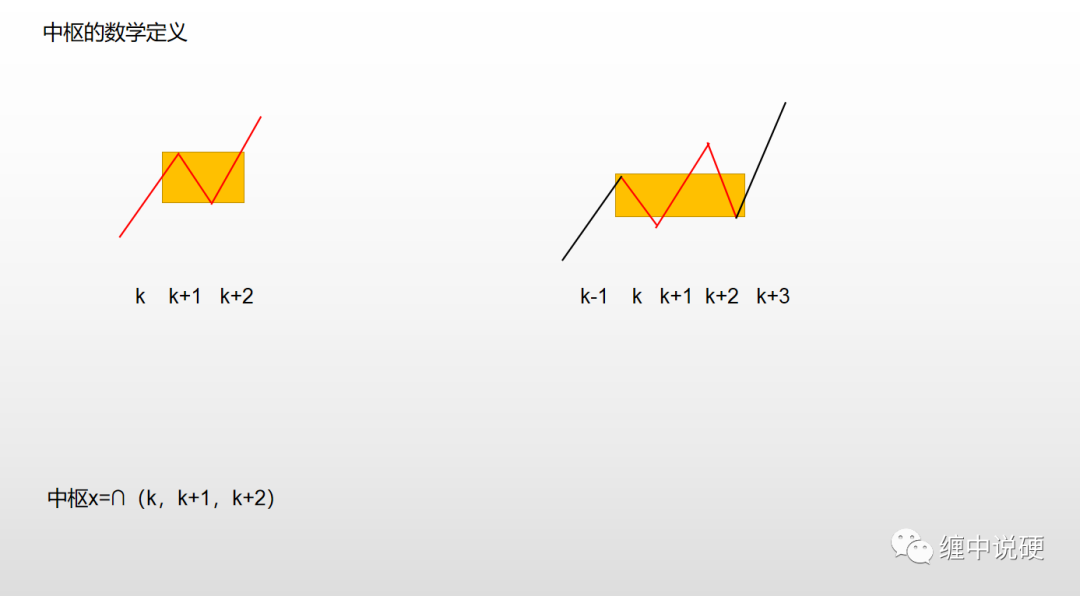 中枢的数学定义
k k+1 k+2
k-1 k k+1 k+2 k+3
中枢x=∩（k，k+1，k+2）
缠中说硬